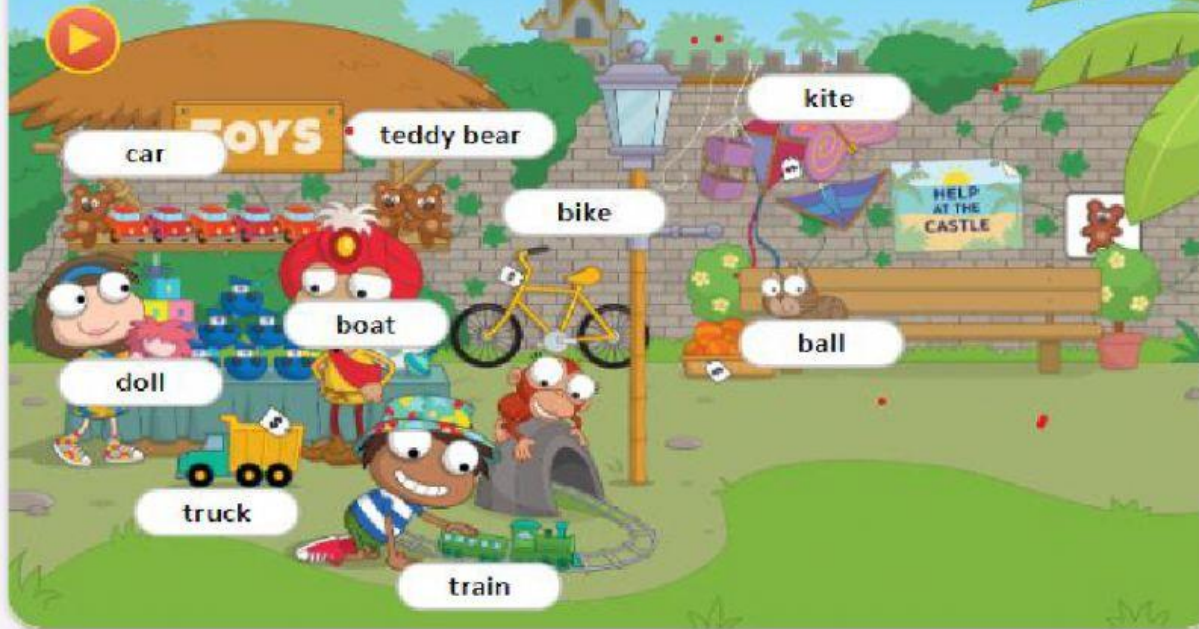 kite
TOYS
teddy bear
car
HELP
AT THE
CASTLE
bike
boat
ball
doll
truck
train